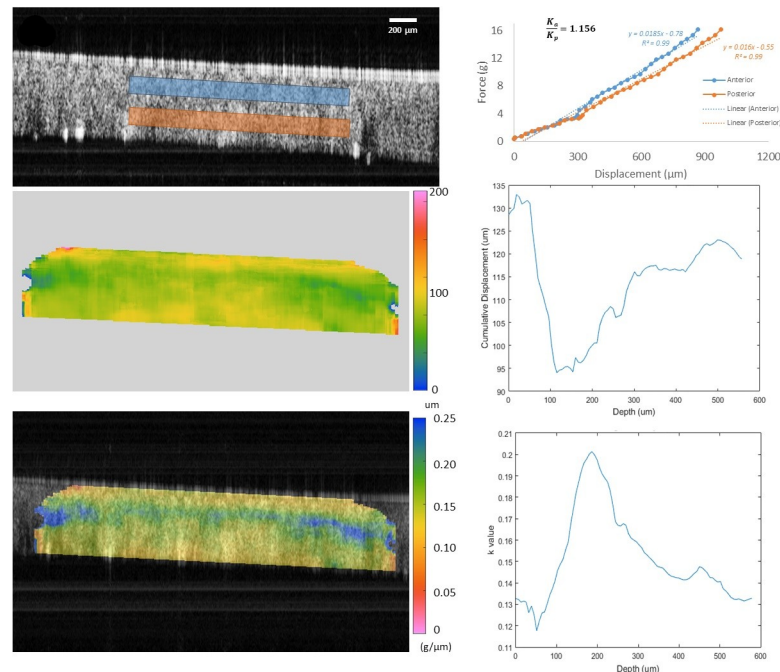 200 µm
Kₐ/Kₚ = 1.156
y = 0.0185x - 0.78
R² = 0.99
y = 0.016x - 0.55
R² = 0.99
Force (g)
16
12
8
4
0
0 300 600 900 1200
Displacement (µm)
Anterior
Posterior
Linear (Anterior)
Linear (Posterior)
200
100
0
um
Cumulative Displacement (um)
135
130
125
120
115
110
105
100
95
90
0 100 200 300 400 500 600
Depth (um)
0.25
0.20
0.15
0.10
0.05
0
(g/µm)
k value
0.21
0.2
0.19
0.18
0.17
0.16
0.15
0.14
0.13
0.12
0.11
0 100 200 300 400 500 600
Depth (um)